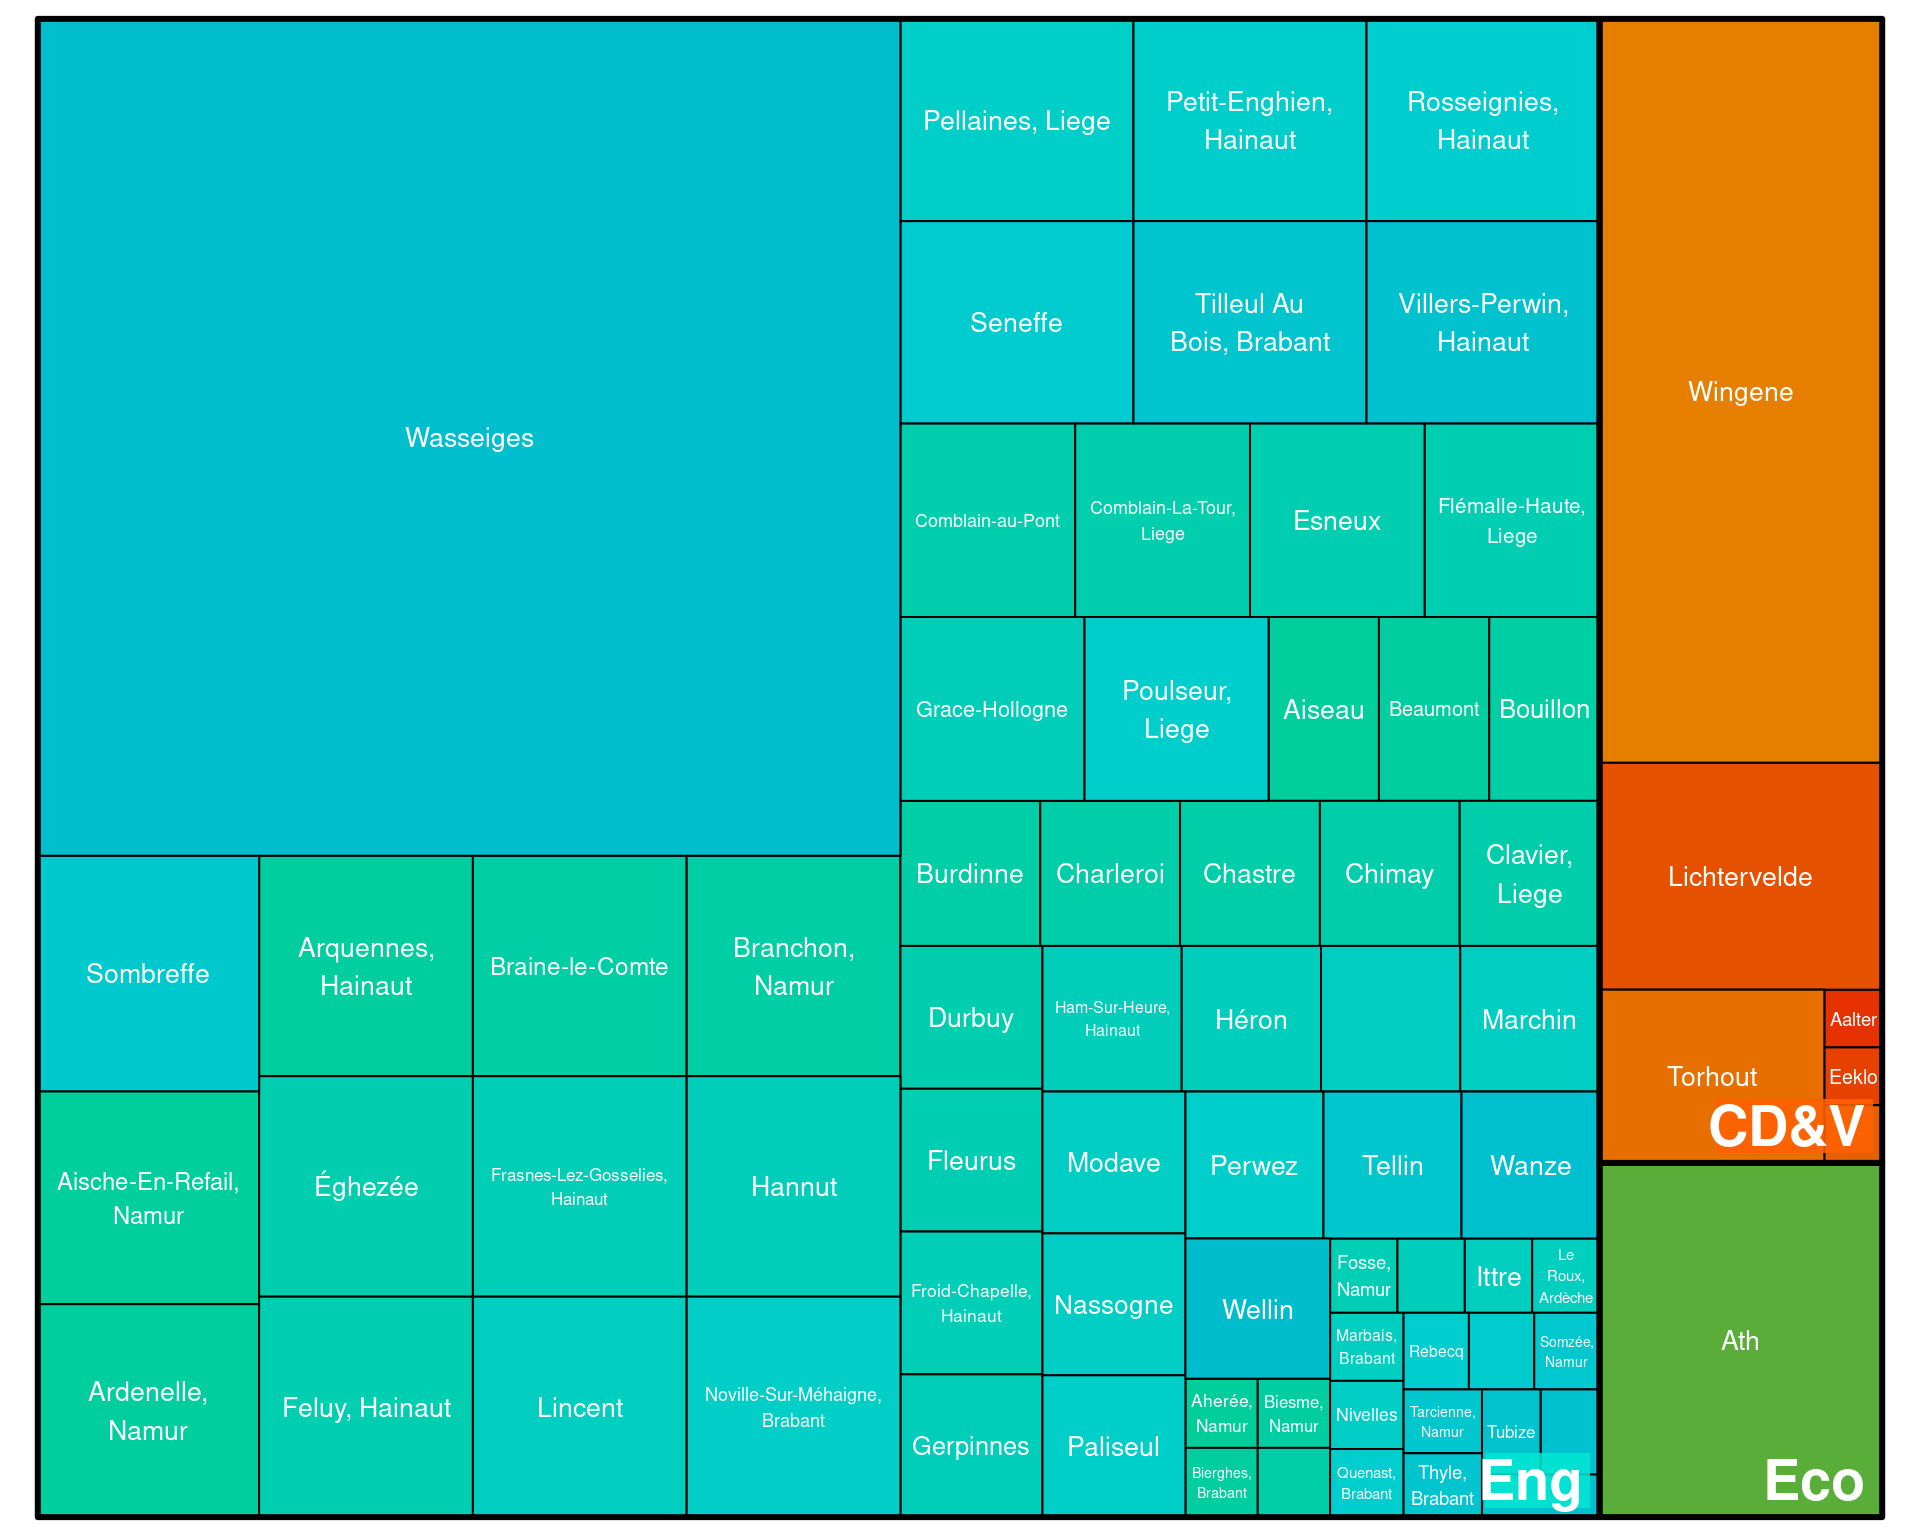 Wasseiges
Pellaines, Liege
Petit-Enghien,
Hainaut
Rosseignies,
Hainaut
Seneffe
Tilleul Au
Bois, Brabant
Villers-Perwin,
Hainaut
Comblain-au-Pont
Comblain-La-Tour,
Liege
Esneux
Flémalle-Haute,
Liege
Grace-Hollogne
Poulseur,
Liege
Aiseau
Beaumont
Bouillon
Burdinne
Charleroi
Chastre
Chimay
Clavier,
Liege
Sombreffe
Arquennes,
Hainaut
Braine-le-Comte
Branchon,
Namur
Durbuy
Ham-Sur-Heure,
Hainaut
Héron
Marchin
Aische-En-Refail,
Namur
Éghezée
Frasnes-Lez-Gosselies,
Hainaut
Hannut
Fleurus
Modave
Perwez
Tellin
Wanze
Froid-Chapelle,
Hainaut
Nassogne
Wellin
Fosse,
Namur
Ittre
Le
Roux,
Ardèche
Marbais,
Brabant
Rebecq
Somzée,
Namur
Ardenelle,
Namur
Feluy, Hainaut
Lincent
Noville-Sur-Méhaigne,
Brabant
Gerpinnes
Paliseul
Aherée,
Namur
Biesme,
Namur
Nivelles
Tarcienne,
Namur
Tubize
Bierghes,
Brabant
Quenast,
Brabant
Thyle,
Brabant
Eng
Wingene
Lichtervelde
Torhout
Aalter
Eeklo
CD&V
Ath
Eco